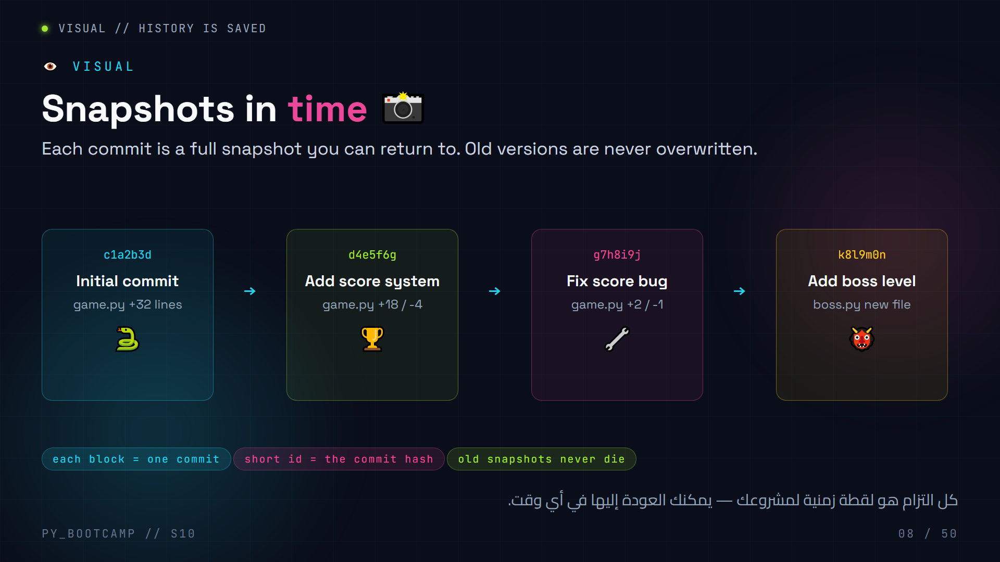 VISUAL // HISTORY IS SAVED
VISUAL
Snapshots in time
Each commit is a full snapshot you can return to. Old versions are never overwritten.
c1a2b3d
Initial commit
game.py +32 lines
→
d4e5f6g
Add score system
game.py +18 / -4
→
g7h8i9j
Fix score bug
game.py +2 / -1
→
k8l9m0n
Add boss level
boss.py new file
each block = one commit
short id = the commit hash
old snapshots never die
كل التزام هو لقطة زمنية لمشروعك — يمكنك العودة إليها في أي وقت.
PY_BOOTCAMP // S10
08 / 50